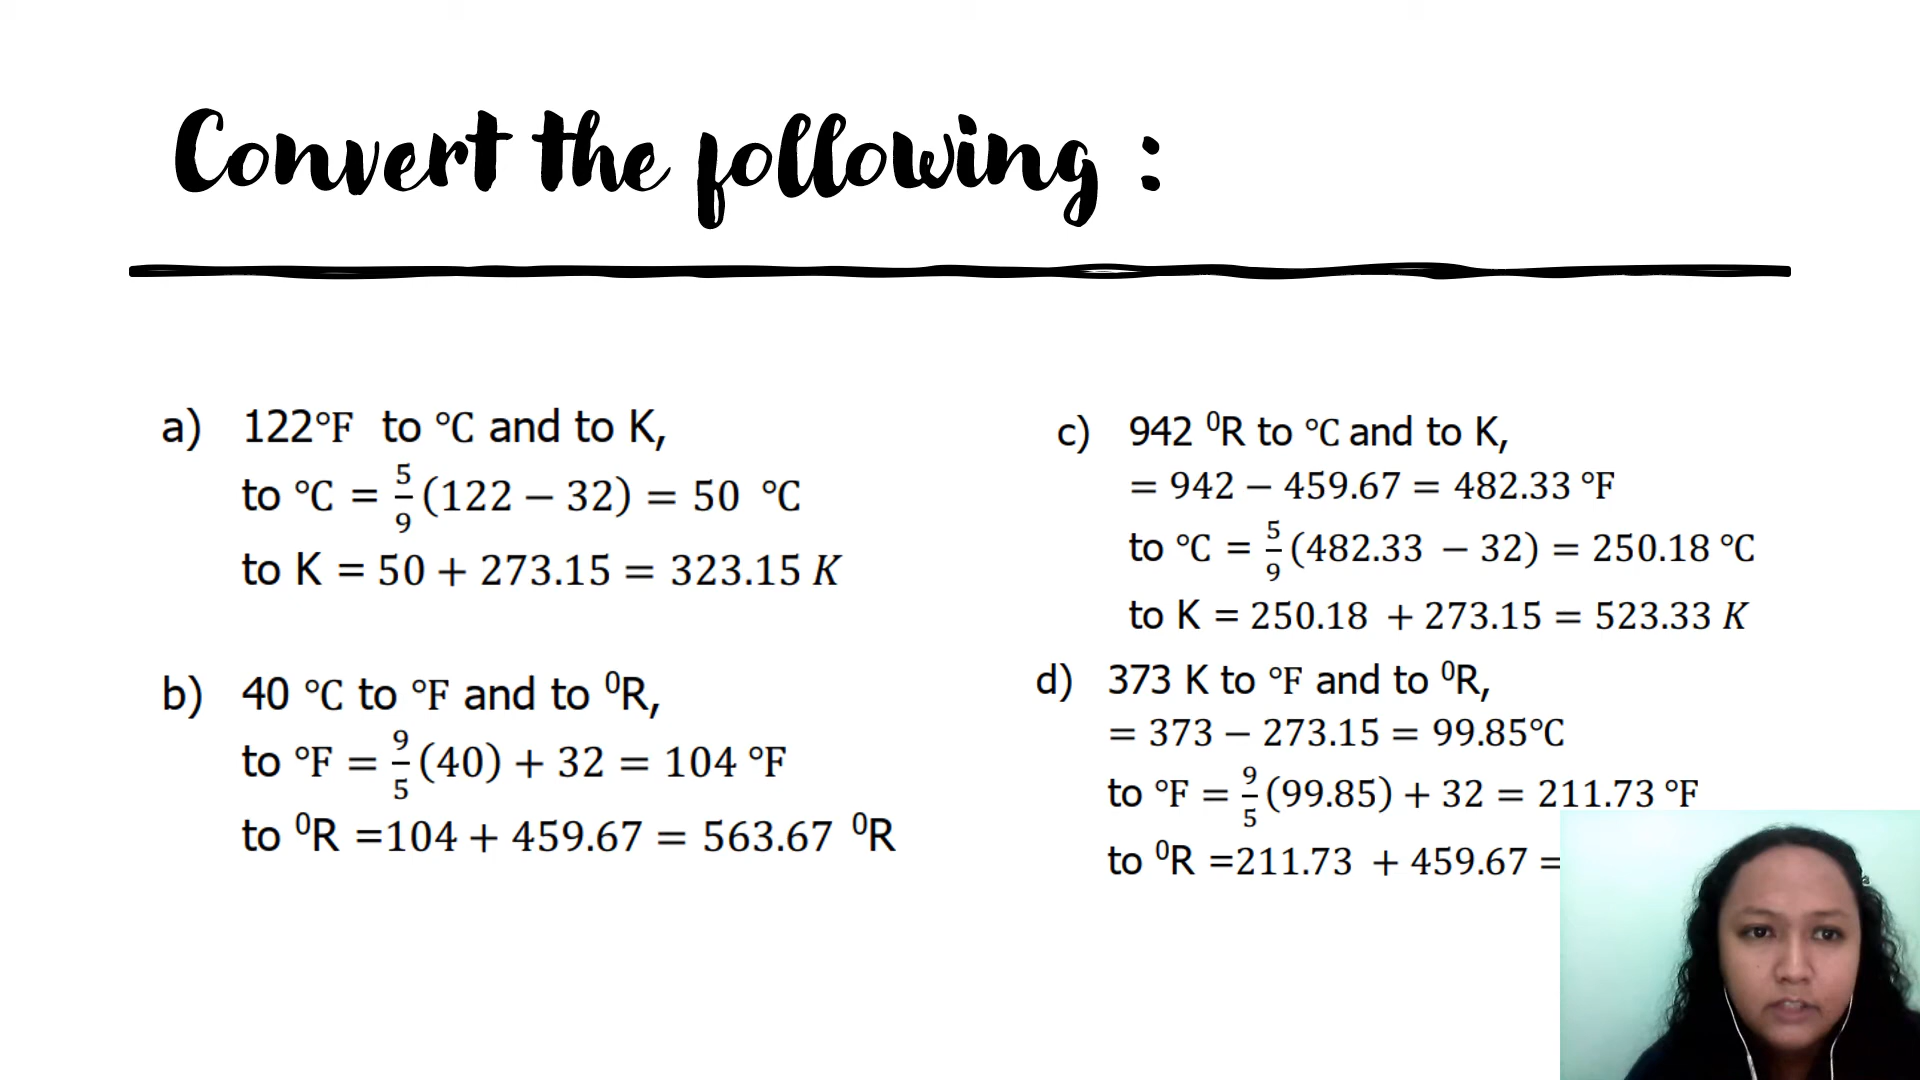 Convert the following :
a) 122°F to °C and to K,
to °C = 5/9 (122 − 32) = 50 °C
to K = 50 + 273.15 = 323.15 K
b) 40 °C to °F and to ⁰R,
to °F = 9/5 (40) + 32 = 104 °F
to ⁰R =104 + 459.67 = 563.67 ⁰R
c) 942 ⁰R to °C and to K,
= 942 − 459.67 = 482.33 °F
to °C = 5/9 (482.33 − 32) = 250.18 °C
to K = 250.18 + 273.15 = 523.33 K
d) 373 K to °F and to ⁰R,
= 373 − 273.15 = 99.85°C
to °F = 9/5 (99.85) + 32 = 211.73 °F
to ⁰R =211.73 + 459.67 =